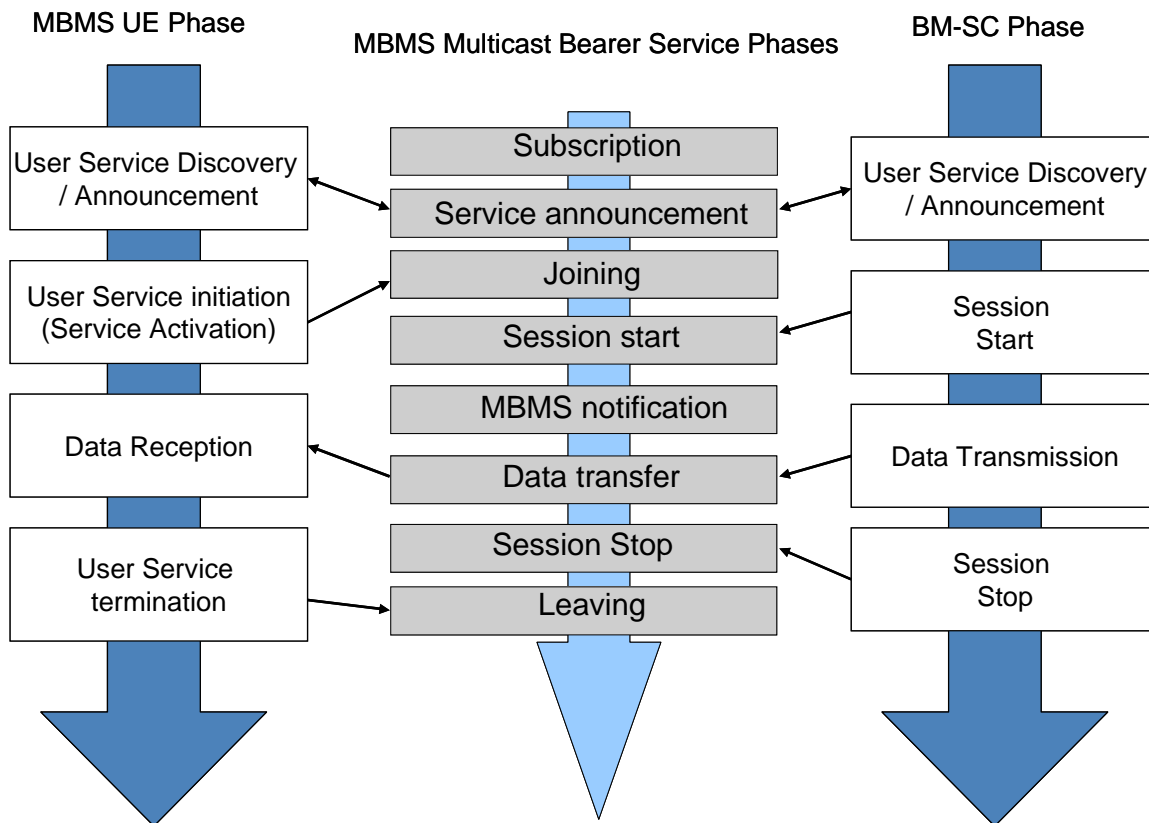 MBMS UE Phase
MBMS Multicast Bearer Service Phases
BM-SC Phase
User Service Discovery
/ Announcement
User Service initiation
(Service Activation)
Data Reception
User Service
termination
Subscription
Service announcement
Joining
Session start
MBMS notification
Data transfer
Session Stop
Leaving
User Service Discovery
/ Announcement
Session
Start
Data Transmission
Session
Stop